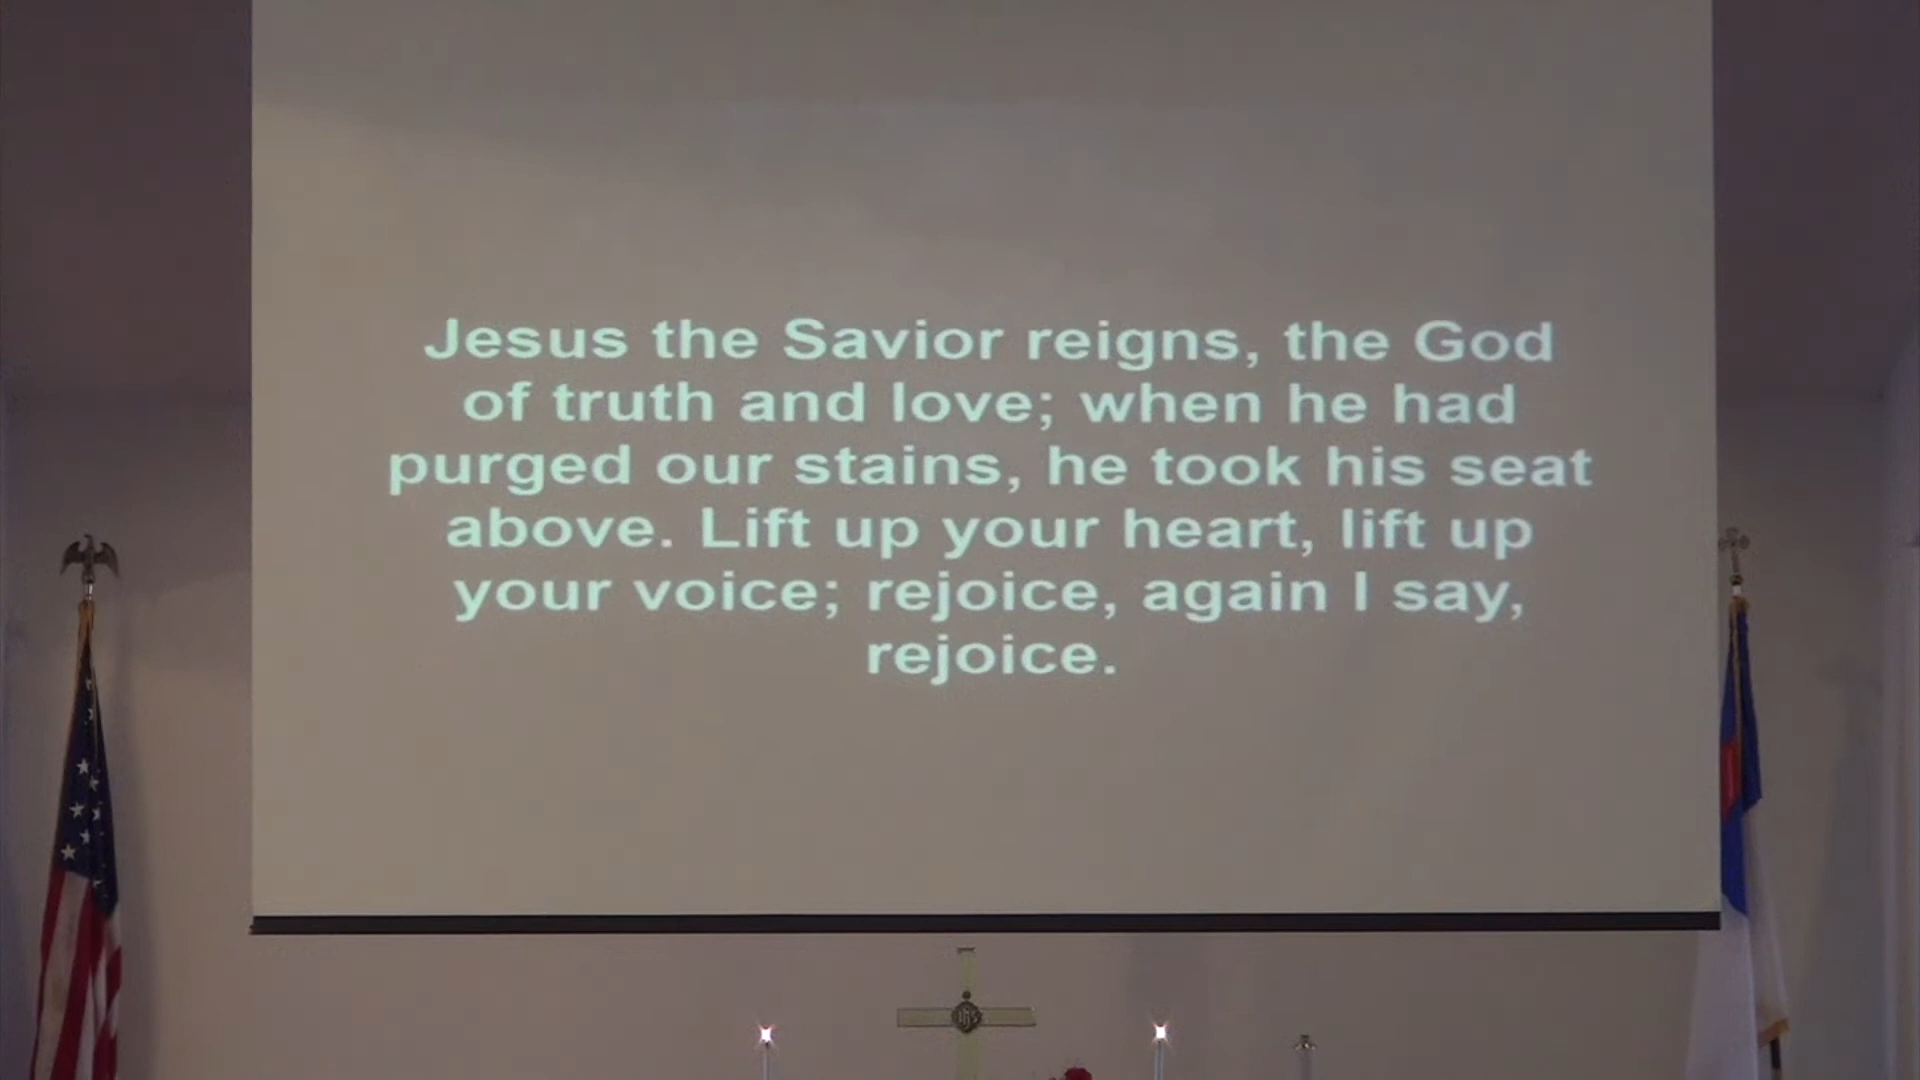 Jesus the Savior reigns, the God
of truth and love; when he had
purged our stains, he took his seat
above. Lift up your heart, lift up
your voice; rejoice, again I say,
rejoice.
IHS